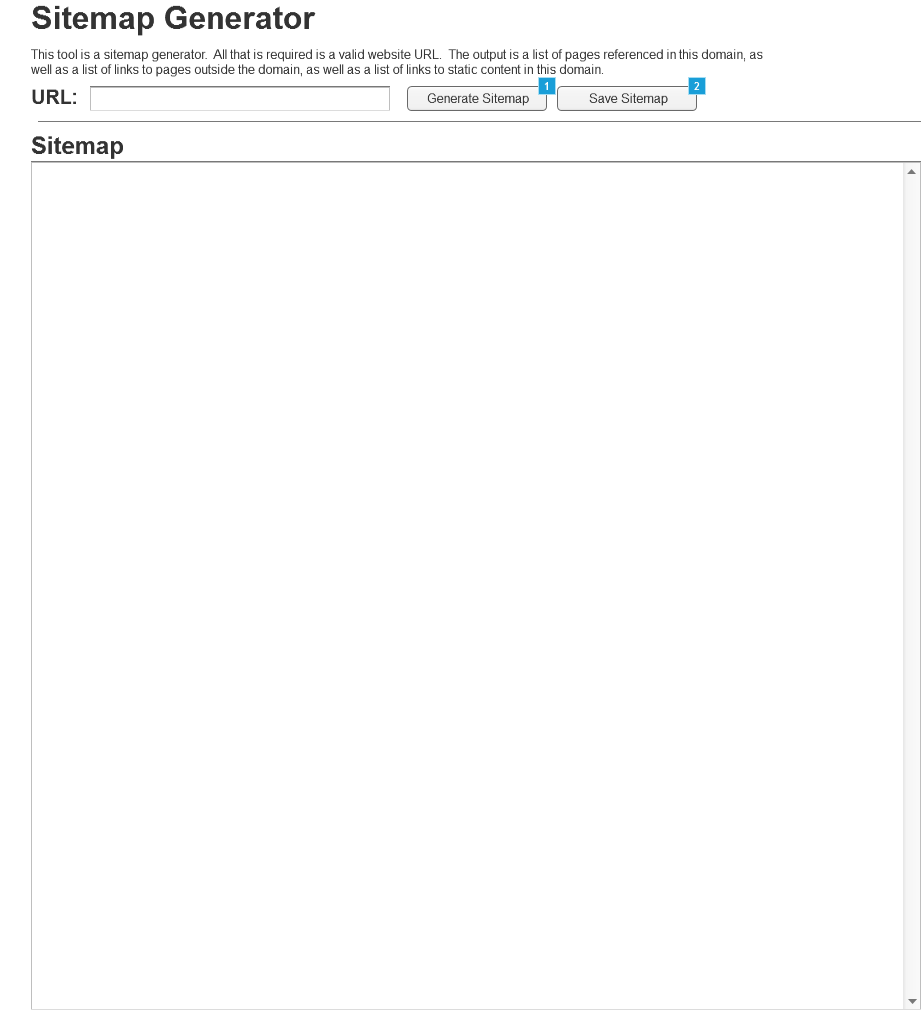 Sitemap Generator
This tool is a sitemap generator.  All that is required is a valid website URL.  The output is a list of pages referenced in this domain, as
well as a list of links to pages outside the domain, as well as a list of links to static content in this domain.
URL: Generate Sitemap 1 Save Sitemap 2
Sitemap